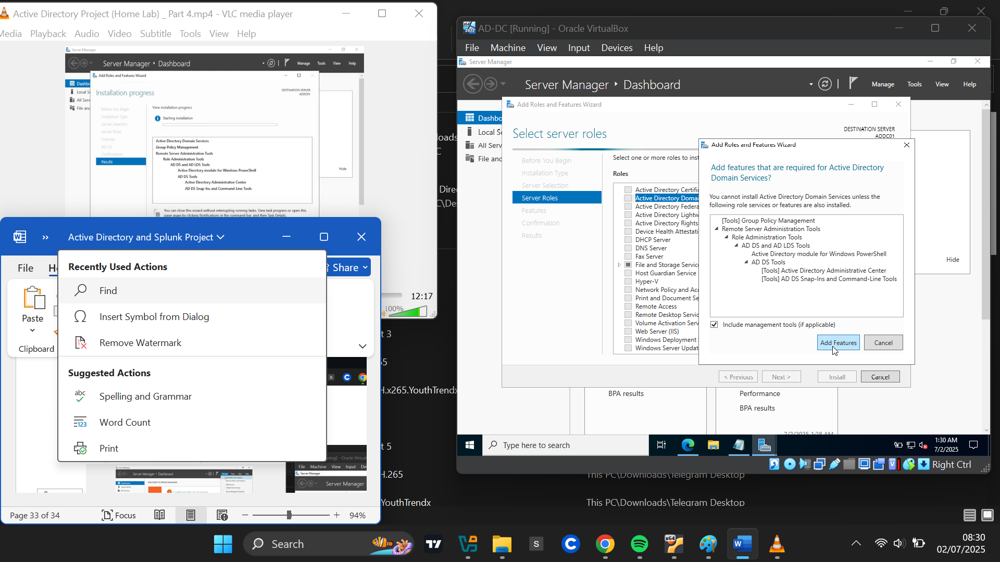 Active Directory Project (Home Lab) _ Part 4.mp4 - VLC media player
Media Playback Audio Video Subtitle Tools View Help
Server Manager
Server Manager • Dashboard
Manage Tools View Help
Add Roles and Features Wizard
Installation progress
DESTINATION SERVER
ADDC01
Before You Begin
Installation Type
Server Selection
Server Roles
Features
AD DS
Confirmation
Results
View installation progress
Starting installation
Active Directory Domain Services
Group Policy Management
Remote Server Administration Tools
Role Administration Tools
AD DS and AD LDS Tools
Active Directory module for Windows PowerShell
AD DS Tools
Active Directory Administrative Center
AD DS Snap-Ins and Command-Line Tools
You can close this wizard without interrupting running tasks. View task progress or open this
page again by clicking Notifications in the command bar, and then Task Details.
Hide
12:17
100%
Active Directory and Splunk Project
File
Share
Paste
Clipboard
Recently Used Actions
Find
Insert Symbol from Dialog
Remove Watermark
Suggested Actions
Spelling and Grammar
Word Count
Print
Server Manager • Dashboard
File Machine View Input
Server Manager
Server Manager
Page 33 of 34
Focus
94%
t 3
H.x265.YouthTrendx
t 5
H.265
YouthTrendx
This PC\Downloads\Telegram Desktop
This PC\Downloads\Telegram Desktop
AD-DC [Running] - Oracle VirtualBox
File Machine View Input Devices Help
Server Manager
Server Manager • Dashboard
Manage Tools View Help
Dashbo
Local Se
All Serv
File and
Add Roles and Features Wizard
Select server roles
DESTINATION SERVER
ADDC01
Before You Begin
Installation Type
Server Selection
Server Roles
Features
Confirmation
Results
Select one or more roles to inst
Roles
Active Directory Certific
Active Directory Domai
Active Directory Federa
Active Directory Lightw
Active Directory Rights
Device Health Attestati
DHCP Server
DNS Server
Fax Server
File and Storage Service
Host Guardian Service
Hyper-V
Network Policy and Acc
Print and Document Se
Remote Access
Remote Desktop Servic
Volume Activation Serv
Web Server (IIS)
Windows Deployment
Windows Server Updat
< Previous Next > Install Cancel
Add Roles and Features Wizard
Add features that are required for Active Directory
Domain Services?
You cannot install Active Directory Domain Services unless the
following role services or features are also installed.
[Tools] Group Policy Management
Remote Server Administration Tools
Role Administration Tools
AD DS and AD LDS Tools
Active Directory module for Windows PowerShell
AD DS Tools
[Tools] Active Directory Administrative Center
[Tools] AD DS Snap-Ins and Command-Line Tools
Include management tools (if applicable)
Add Features Cancel
Hide
BPA results
Performance
BPA results
7/2/2025 1:28 AM
Type here to search
1:30 AM
7/2/2025
Right Ctrl
Search
08:30
02/07/2025